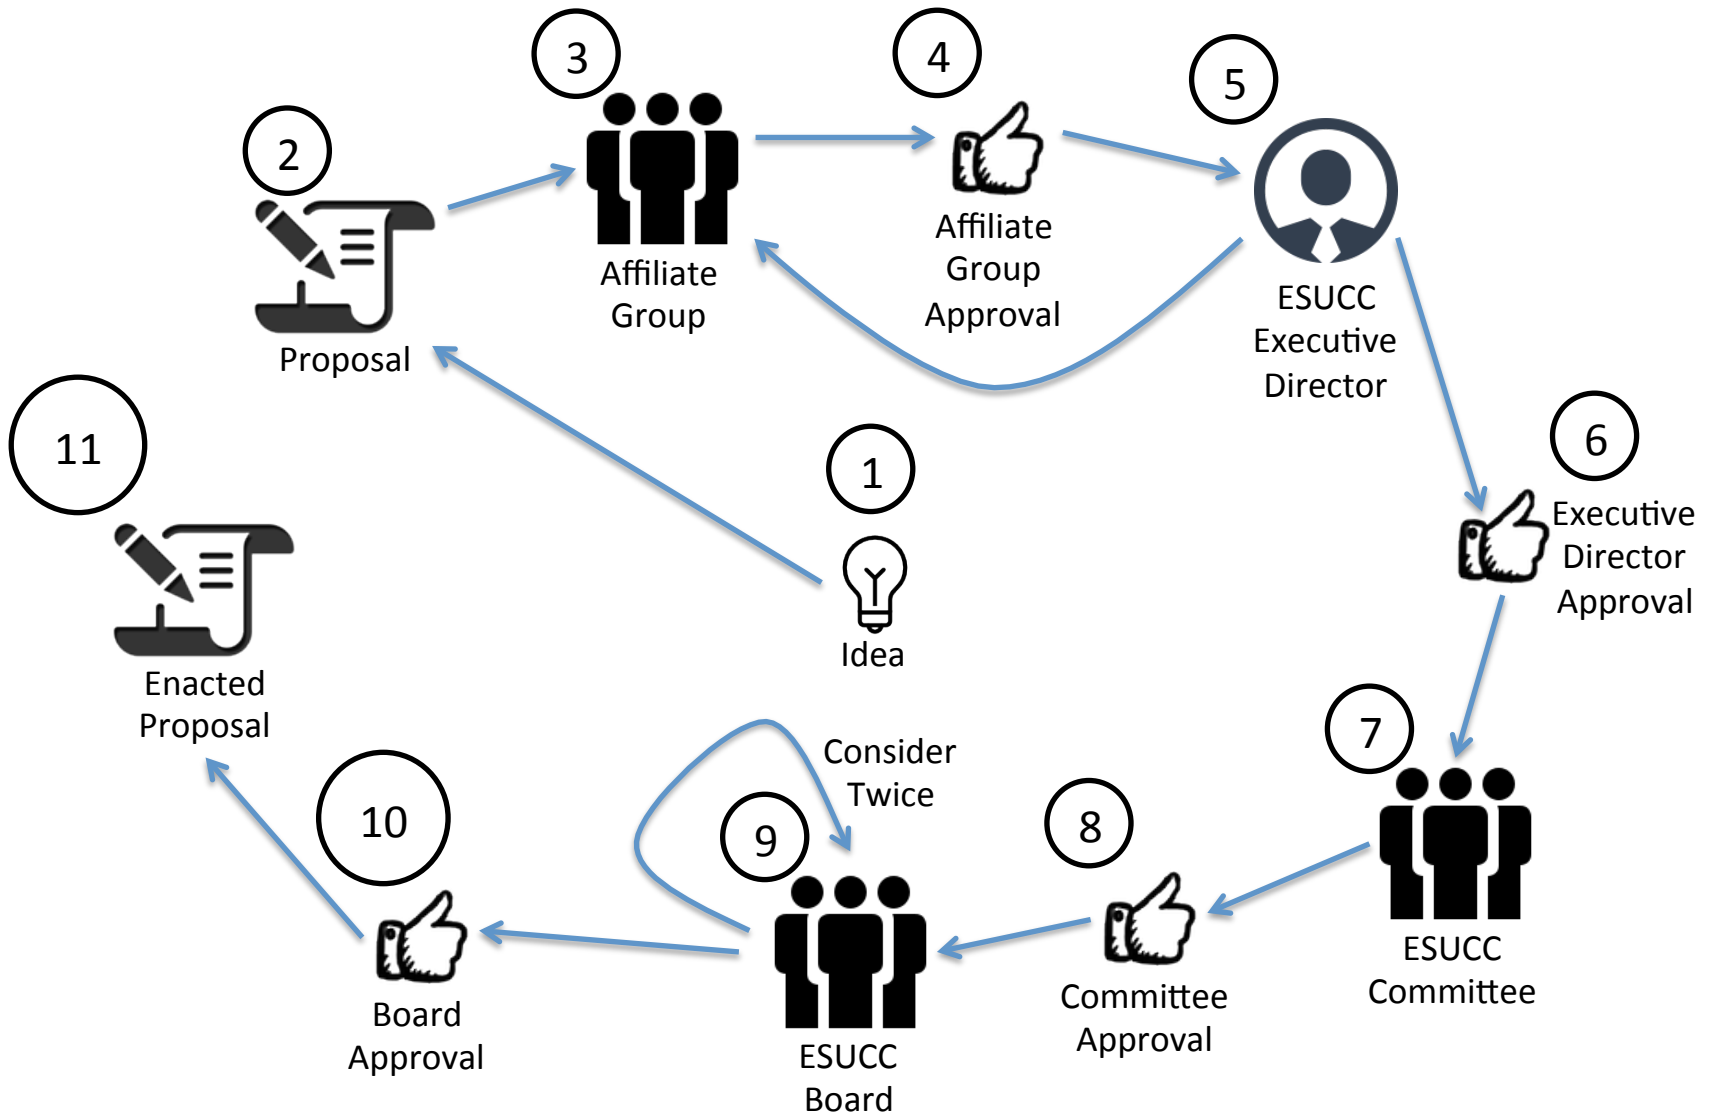 1
Idea
2
Proposal
3
Affiliate
Group
4
Affiliate
Group
Approval
5
ESUCC
Executive
Director
6
Executive
Director
Approval
7
ESUCC
Committee
8
Committee
Approval
9
Consider
Twice
ESUCC
Board
10
Board
Approval
11
Enacted
Proposal